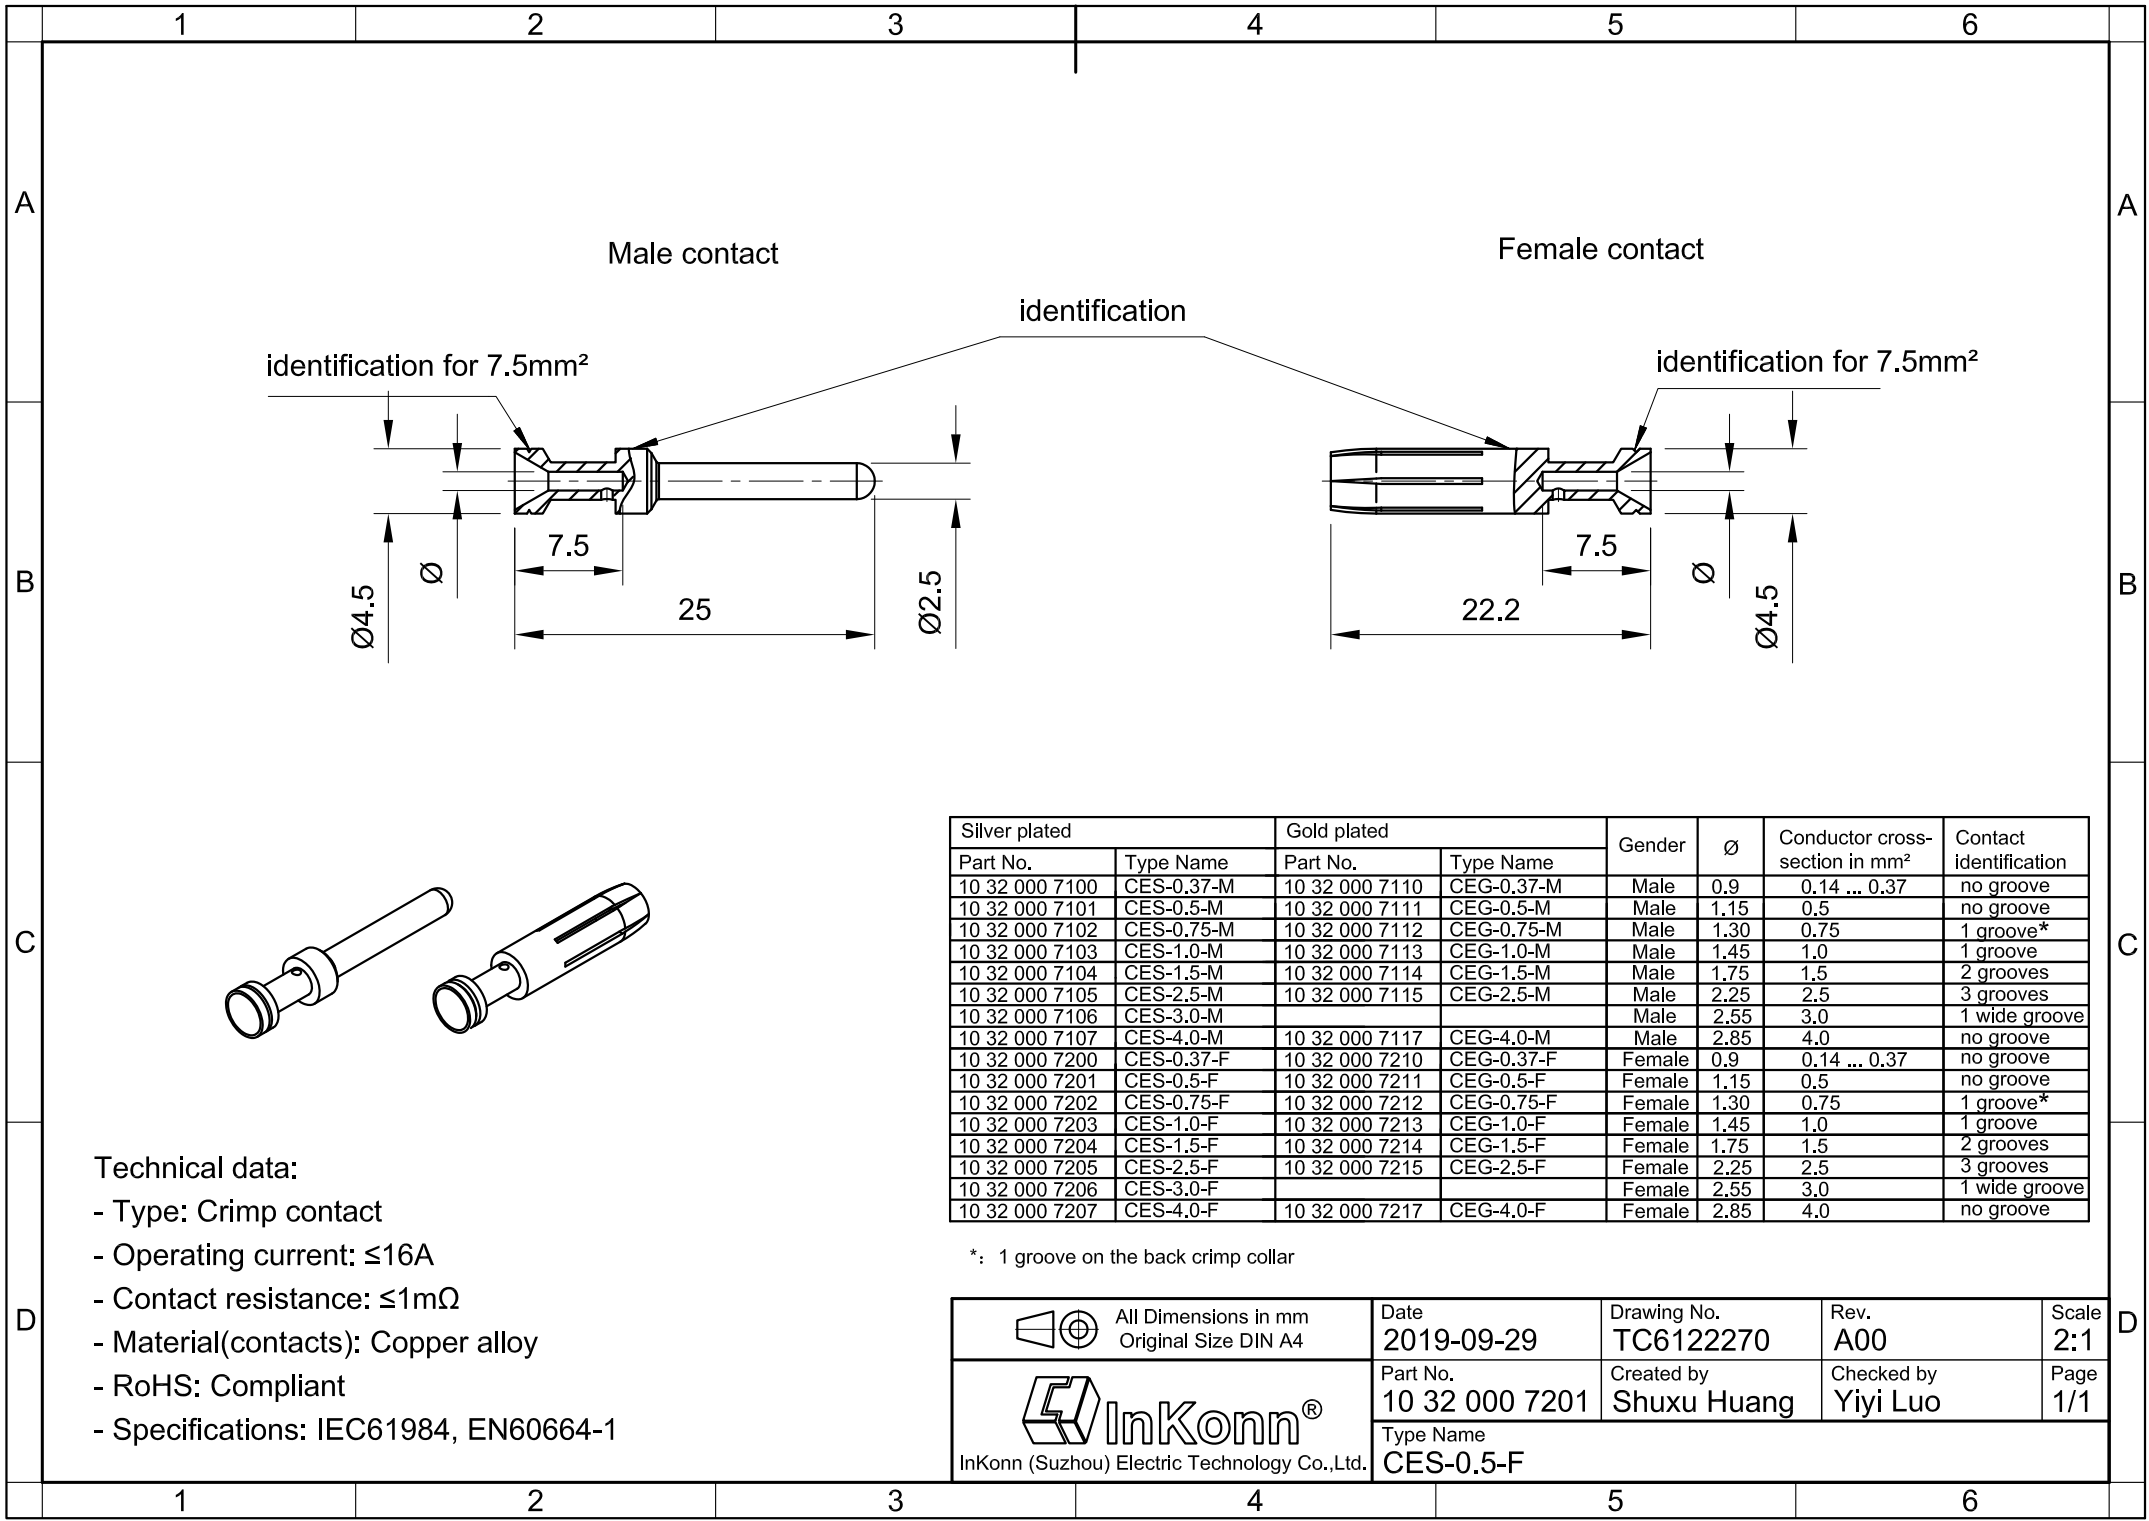 1 2 3 4 5 6
A A
Male contact
Female contact
identification
identification for 7.5mm²
identification for 7.5mm²
7.5
7.5
Ø
Ø
B B
Ø4.5
25
Ø2.5
22.2
Ø4.5
Silver plated Gold plated Gender Ø Conductor cross-section in mm² Contact identification
Part No. Type Name Part No. Type Name
10 32 000 7100 CES-0.37-M 10 32 000 7110 CEG-0.37-M Male 0.9 0.14 ... 0.37 no groove
10 32 000 7101 CES-0.5-M 10 32 000 7111 CEG-0.5-M Male 1.15 0.5 no groove
10 32 000 7102 CES-0.75-M 10 32 000 7112 CEG-0.75-M Male 1.30 0.75 1 groove*
10 32 000 7103 CES-1.0-M 10 32 000 7113 CEG-1.0-M Male 1.45 1.0 1 groove
10 32 000 7104 CES-1.5-M 10 32 000 7114 CEG-1.5-M Male 1.75 1.5 2 grooves
10 32 000 7105 CES-2.5-M 10 32 000 7115 CEG-2.5-M Male 2.25 2.5 3 grooves
10 32 000 7106 CES-3.0-M Male 2.55 3.0 1 wide groove
10 32 000 7107 CES-4.0-M 10 32 000 7117 CEG-4.0-M Male 2.85 4.0 no groove
10 32 000 7200 CES-0.37-F 10 32 000 7210 CEG-0.37-F Female 0.9 0.14 ... 0.37 no groove
10 32 000 7201 CES-0.5-F 10 32 000 7211 CEG-0.5-F Female 1.15 0.5 no groove
10 32 000 7202 CES-0.75-F 10 32 000 7212 CEG-0.75-F Female 1.30 0.75 1 groove*
10 32 000 7203 CES-1.0-F 10 32 000 7213 CEG-1.0-F Female 1.45 1.0 1 groove
10 32 000 7204 CES-1.5-F 10 32 000 7214 CEG-1.5-F Female 1.75 1.5 2 grooves
10 32 000 7205 CES-2.5-F 10 32 000 7215 CEG-2.5-F Female 2.25 2.5 3 grooves
10 32 000 7206 CES-3.0-F Female 2.55 3.0 1 wide groove
10 32 000 7207 CES-4.0-F 10 32 000 7217 CEG-4.0-F Female 2.85 4.0 no groove
*: 1 groove on the back crimp collar
C C
Technical data:
- Type: Crimp contact
- Operating current: ≤16A
- Contact resistance: ≤1mΩ
- Material(contacts): Copper alloy
- RoHS: Compliant
- Specifications: IEC61984, EN60664-1
D D
All Dimensions in mm
Original Size DIN A4
Date
2019-09-29
Drawing No.
TC6122270
Rev.
A00
Scale
2:1
InKonn®
InKonn (Suzhou) Electric Technology Co.,Ltd.
Part No.
10 32 000 7201
Created by
Shuxu Huang
Checked by
Yiyi Luo
Page
1/1
Type Name
CES-0.5-F
1 2 3 4 5 6